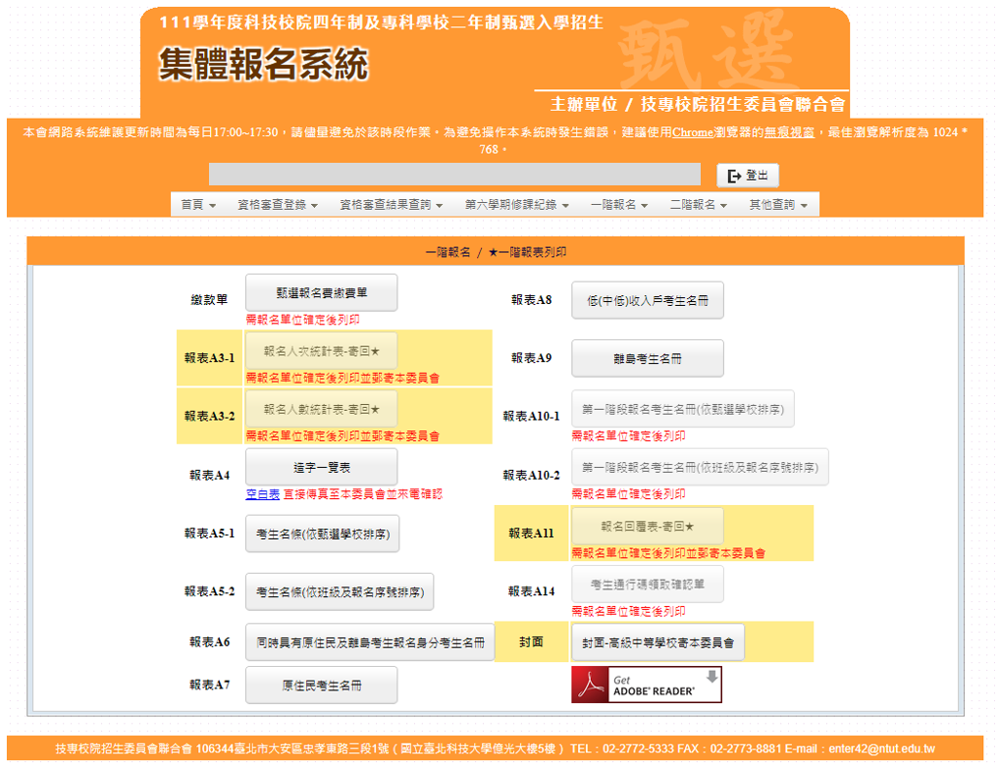 111學年度科技校院四年制及專科學校二年制甄選入學招生
甄選
集體報名系統
主辦單位 / 技專校院招生委員會聯合會
本會網路系統維護更新時間為每日17:00~17:30，請儘量避免於該時段作業。為避免操作本系統時發生錯誤，建議使用Chrome瀏覽器的無痕視窗，最佳瀏覽解析度為 1024 *
768。
登出
首頁 資格審查登錄 資格審查結果查詢 第六學期修課紀錄 一階報名 二階報名 其他查詢
一階報名 / ★一階報表列印
繳款單 甄選報名費繳費單
需報名單位確定後列印
報表A8 低(中低)收入戶考生名冊
報表A3-1 報名人次統計表-寄回★
需報名單位確定後列印並郵寄本委員會
報表A9 離島考生名冊
報表A3-2 報名人數統計表-寄回★
需報名單位確定後列印並郵寄本委員會
報表A10-1 第一階段報名考生名冊(依甄選學校排序)
需報名單位確定後列印
報表A4 造字一覽表
空白表 直接傳真至本委員會並來電確認
報表A10-2 第一階段報名考生名冊(依班級及報名序號排序)
需報名單位確定後列印
報表A5-1 考生名條(依甄選學校排序)
報表A11 報名回覆表-寄回★
需報名單位確定後列印並郵寄本委員會
報表A5-2 考生名條(依班級及報名序號排序)
報表A14 考生通行碼領取確認單
需報名單位確定後列印
報表A6 同時具有原住民及離島考生報名身分考生名冊
封面 封面-高級中等學校寄本委員會
報表A7 原住民考生名冊
Get
ADOBE® READER®
技專校院招生委員會聯合會 106344臺北市大安區忠孝東路三段1號（國立臺北科技大學億光大樓5樓） TEL：02-2772-5333 FAX：02-2773-8881 E-mail：enter42@ntut.edu.tw